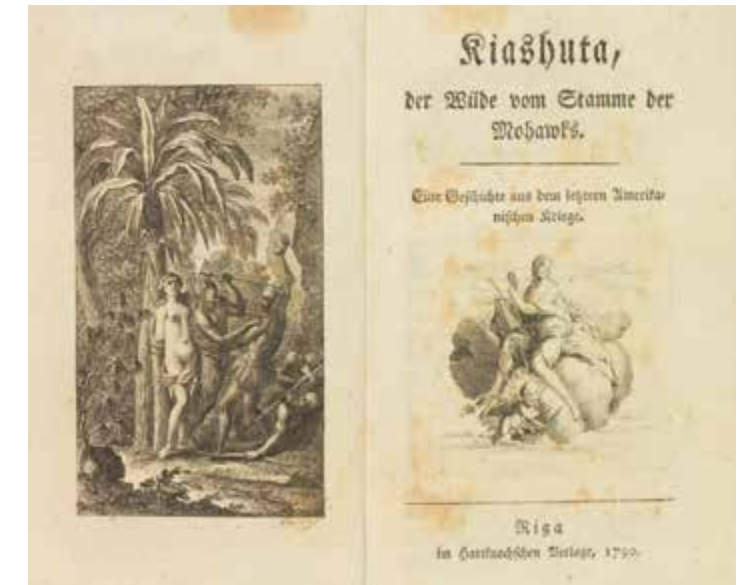 Kiashuta,
der Wilde vom Stamme der
Mohawks.
Eine Geschichte aus dem letztern Amerika-
nischen Kriege.
Riga
im Hartknochschen Verlage, 1790.